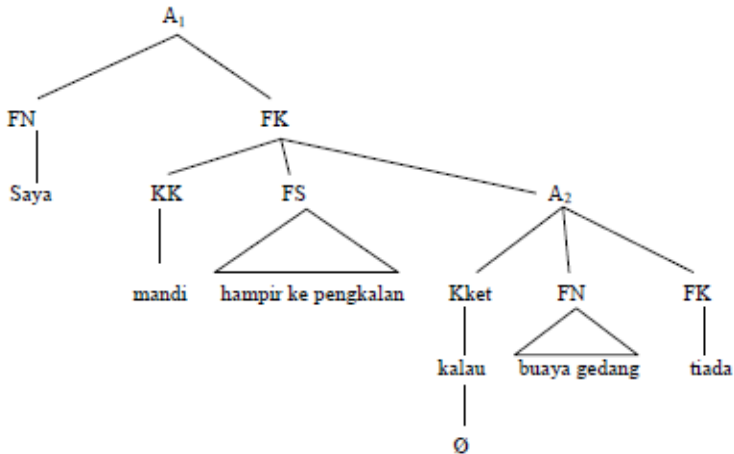 A₁
FN FK
Saya KK FS A₂
mandi hampir ke pengkalan Kket FN FK
kalau buaya gedang tiada
Ø